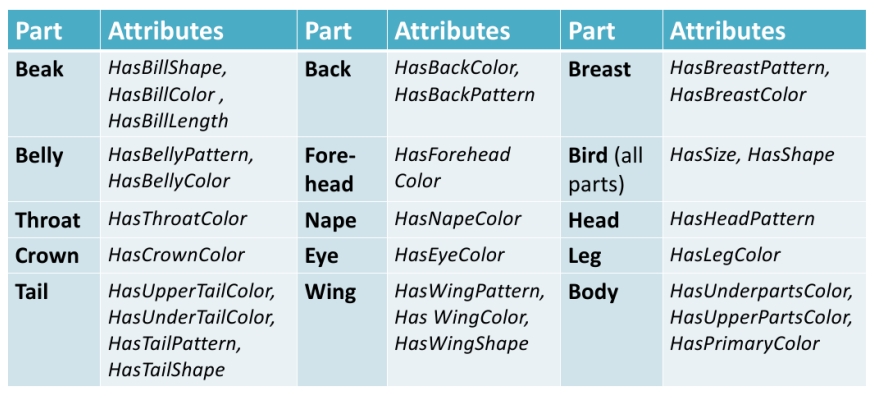 Part Attributes Part Attributes Part Attributes
Beak
HasBillShape,
HasBillColor ,
HasBillLength
Back
HasBackColor,
HasBackPattern
Breast
HasBreastPattern,
HasBreastColor
Belly
HasBellyPattern,
HasBellyColor
Fore-
head
HasForehead
Color
Bird (all
parts)
HasSize, HasShape
Throat
HasThroatColor
Nape
HasNapeColor
Head
HasHeadPattern
Crown
HasCrownColor
Eye
HasEyeColor
Leg
HasLegColor
Tail
HasUpperTailColor,
HasUnderTailColor,
HasTailPattern,
HasTailShape
Wing
HasWingPattern,
Has WingColor,
HasWingShape
Body
HasUnderpartsColor,
HasUpperPartsColor,
HasPrimaryColor